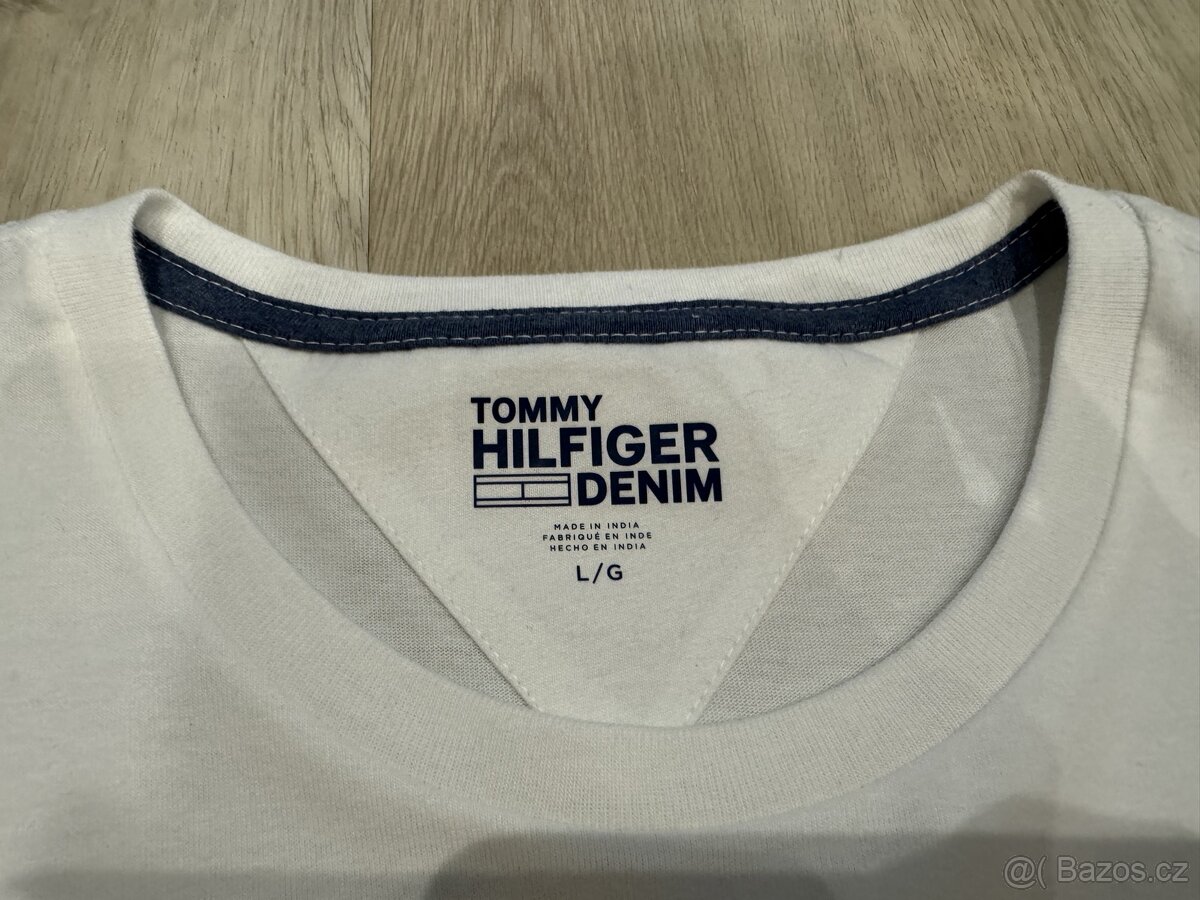 TOMMY
HILFIGER
DENIM
MADE IN INDIA
FABRIQUÉ EN INDE
HECHO EN INDIA
L/G
@( Bazos.cz